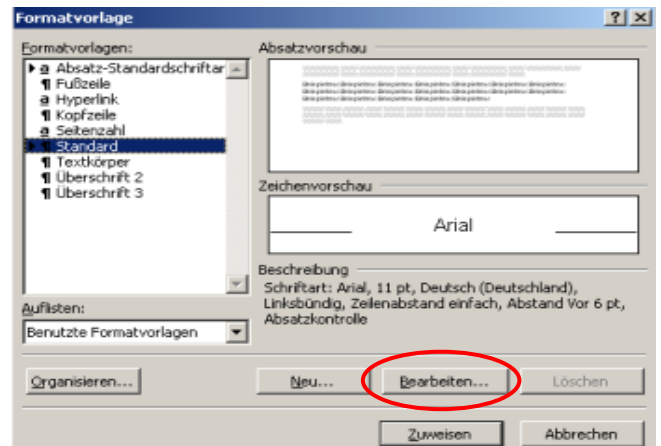 Formatvorlage
Formatvorlagen:
a Absatz-Standardschriftar
¶ Fußzeile
a Hyperlink
¶ Kopfzeile
a Seitenzahl
¶ Standard
¶ Textkörper
¶ Überschrift 2
¶ Überschrift 3
Auflisten:
Benutzte Formatvorlagen
Absatzvorschau
Zeichenvorschau
Arial
Beschreibung
Schriftart: Arial, 11 pt, Deutsch (Deutschland),
Linksbündig, Zeilenabstand einfach, Abstand Vor 6 pt,
Absatzkontrolle
Organisieren...
Neu...
Bearbeiten...
Löschen
Zuweisen
Abbrechen